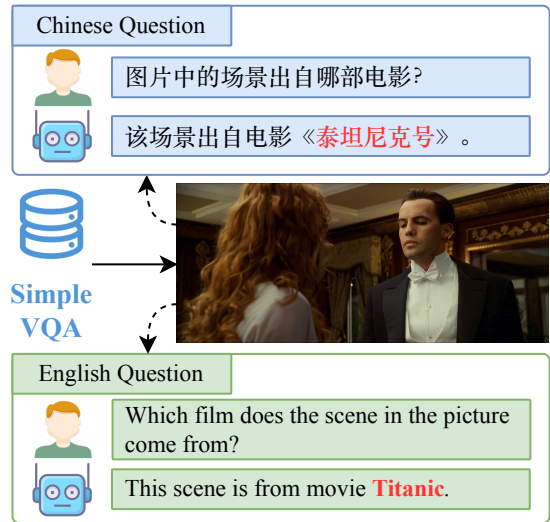 Chinese Question
图片中的场景出自哪部电影?
该场景出自电影《泰坦尼克号》。
Simple
VQA
English Question
Which film does the scene in the picture
come from?
This scene is from movie Titanic.